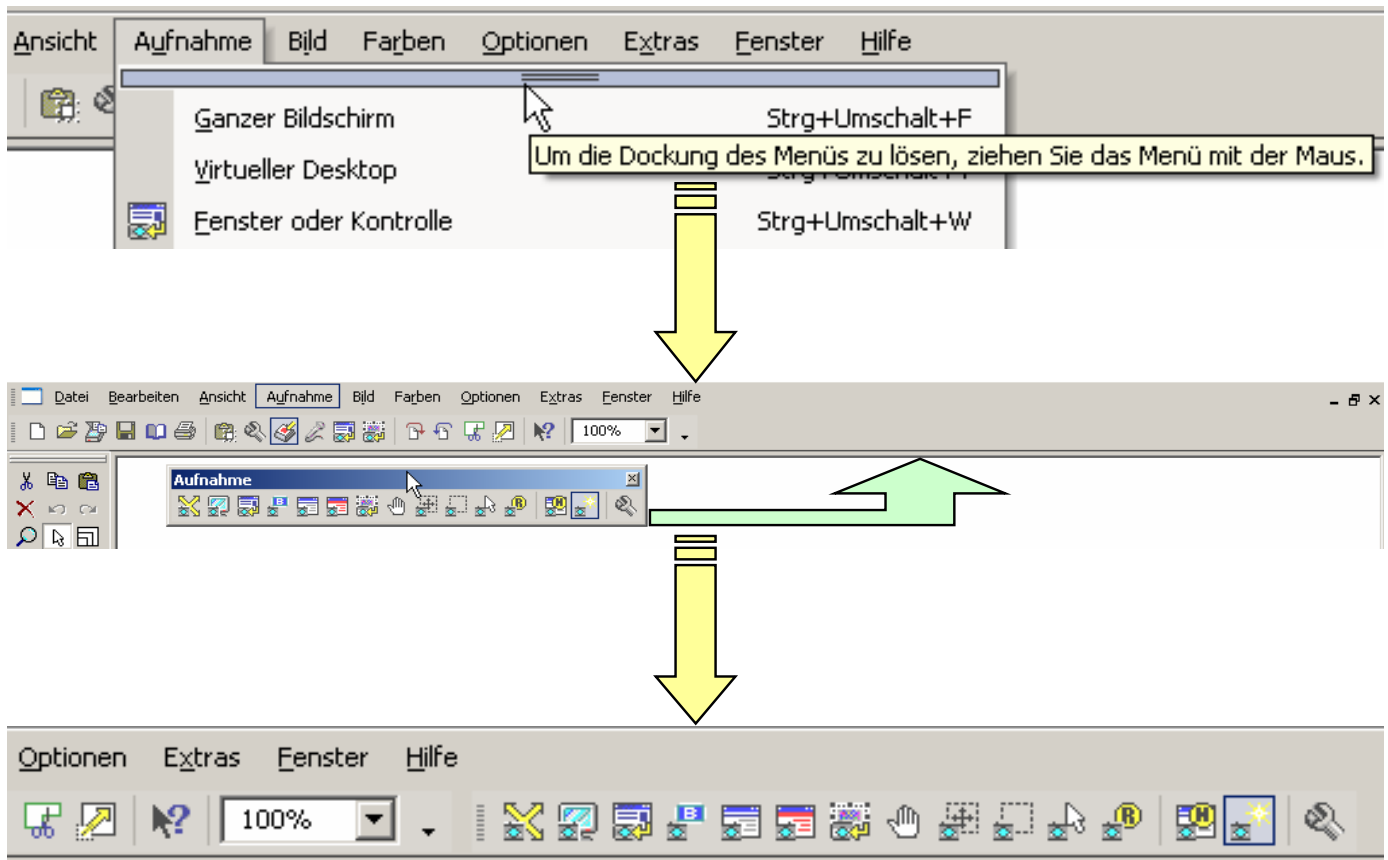 Ansicht Aufnahme Bild Farben Optionen Extras Fenster Hilfe
Ganzer Bildschirm Strg+Umschalt+F
Um die Dockung des Menüs zu lösen, ziehen Sie das Menü mit der Maus.
Virtueller Desktop
Fenster oder Kontrolle Strg+Umschalt+W
Datei Bearbeiten Ansicht Aufnahme Bild Farben Optionen Extras Fenster Hilfe
100%
Aufnahme
Optionen Extras Fenster Hilfe
100%